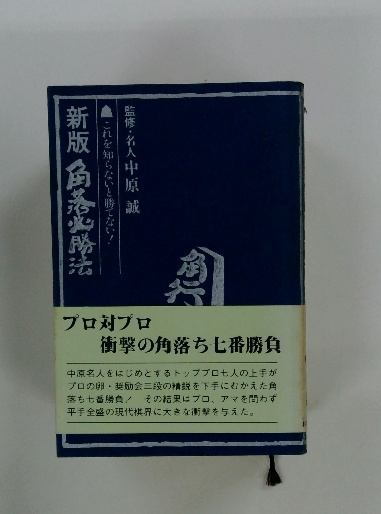 監修・名人 中原 誠
これを知らないと勝てない!
新版 角落必勝法
角行
プロ対プロ
衝撃の角落ち七番勝負
中原名人をはじめとするトッププロ七人の上手が
プロの卵・奨励会三段の精鋭を下手にむかえた角
落ち七番勝負! その結果はプロ、アマを問わず
平手全盛の現代棋界に大きな衝撃を与えた。